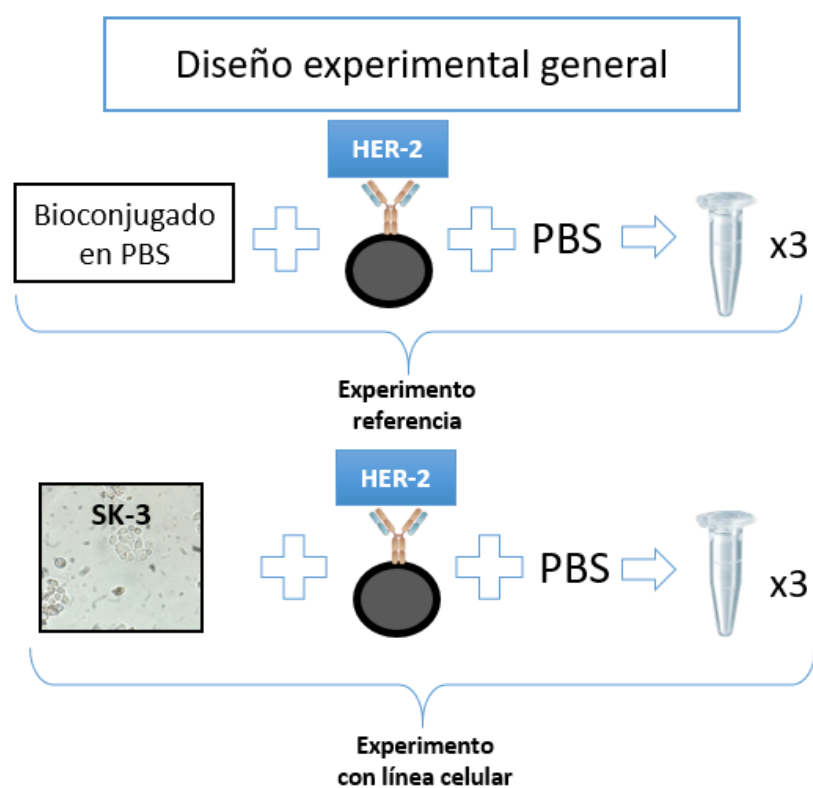 Diseño experimental general
HER-2
Bioconjugado
en PBS
PBS
x3
Experimento
referencia
HER-2
SK-3
PBS
x3
Experimento
con línea celular